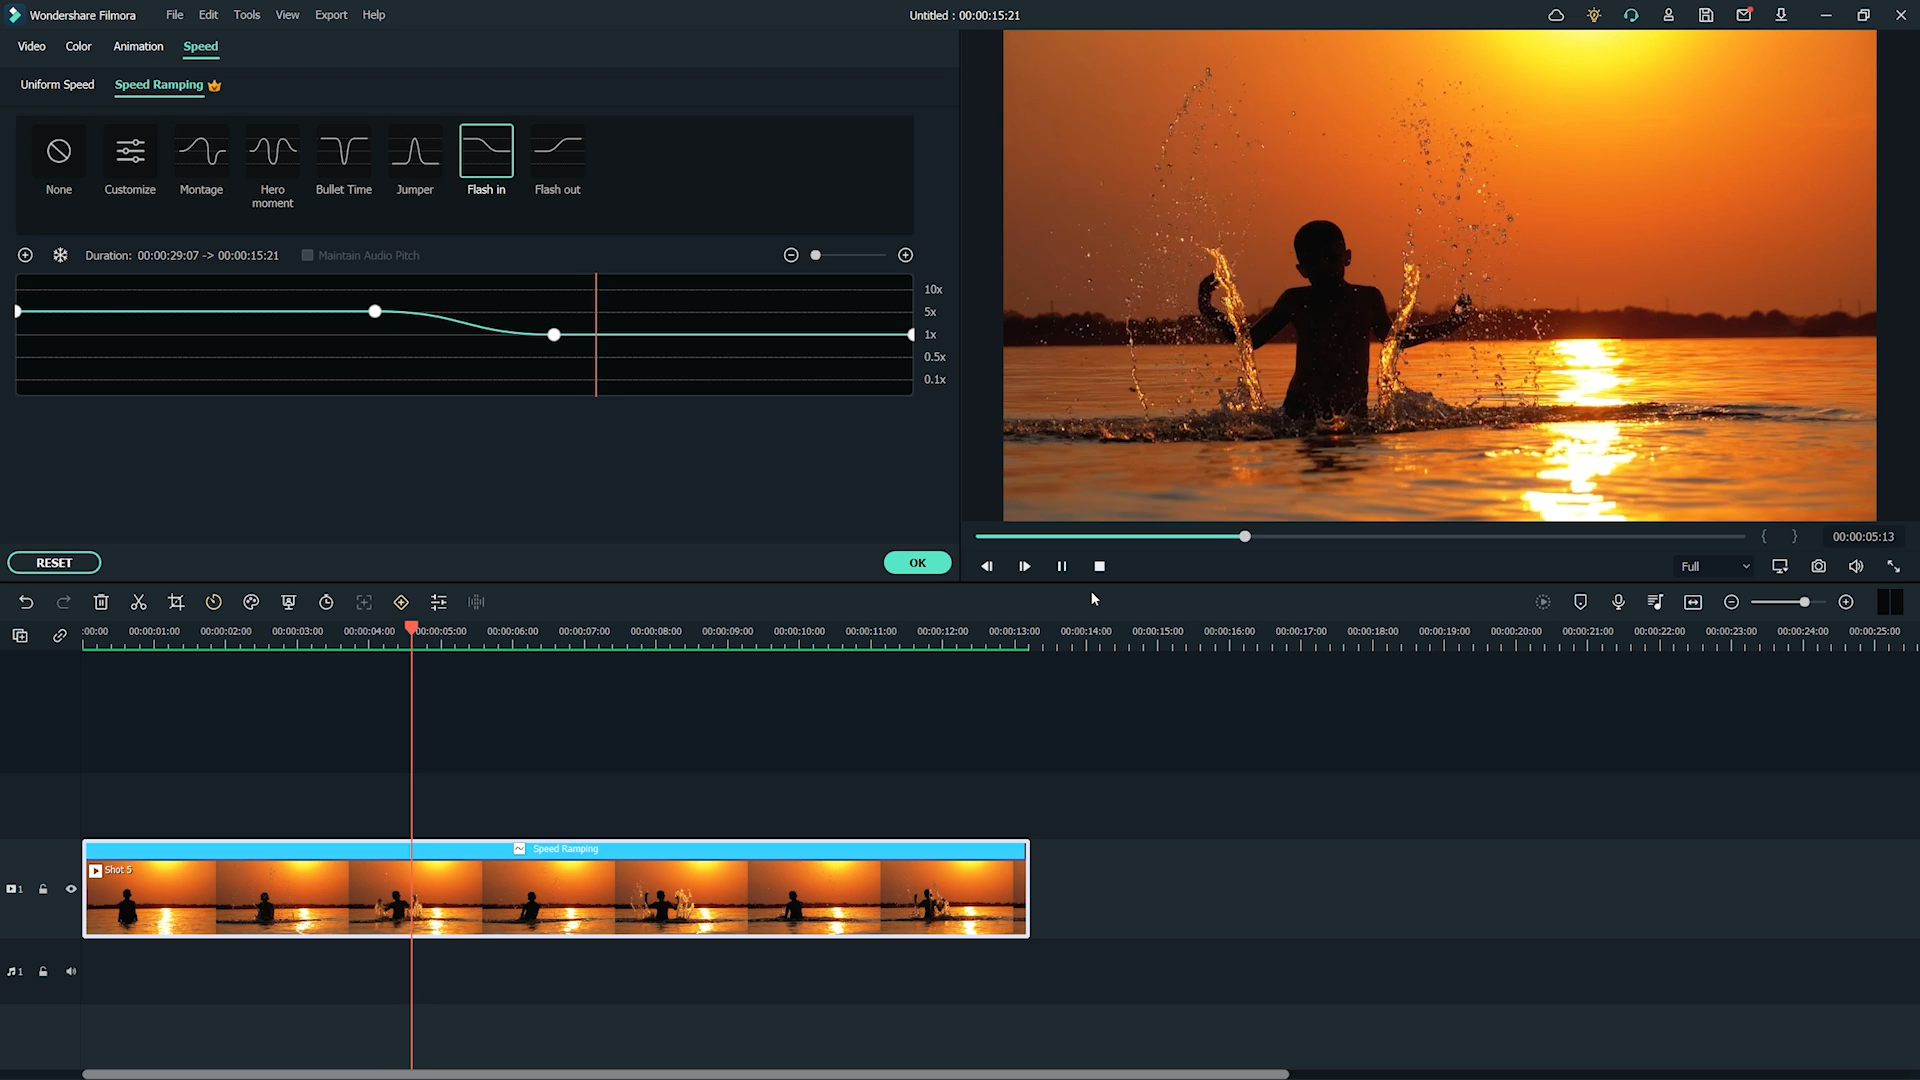 Wondershare Filmora File Edit Tools View Export Help Untitled : 00:00:15:21
Video Color Animation Speed
Uniform Speed Speed Ramping
None Customize Montage Hero moment Bullet Time Jumper Flash in Flash out
Duration: 00:00:29:07 -> 00:00:15:21 Maintain Audio Pitch
10x
5x
1x
0.5x
0.1x
{ } 00:00:05:13
RESET OK Full
:00:00 00:00:01:00 00:00:02:00 00:00:03:00 00:00:04:00 00:00:05:00 00:00:06:00 00:00:07:00 00:00:08:00 00:00:09:00 00:00:10:00 00:00:11:00 00:00:12:00 00:00:13:00 00:00:14:00 00:00:15:00 00:00:16:00 00:00:17:00 00:00:18:00 00:00:19:00 00:00:20:00 00:00:21:00 00:00:22:00 00:00:23:00 00:00:24:00 00:00:25:00
Speed Ramping
Shot 5
1
1